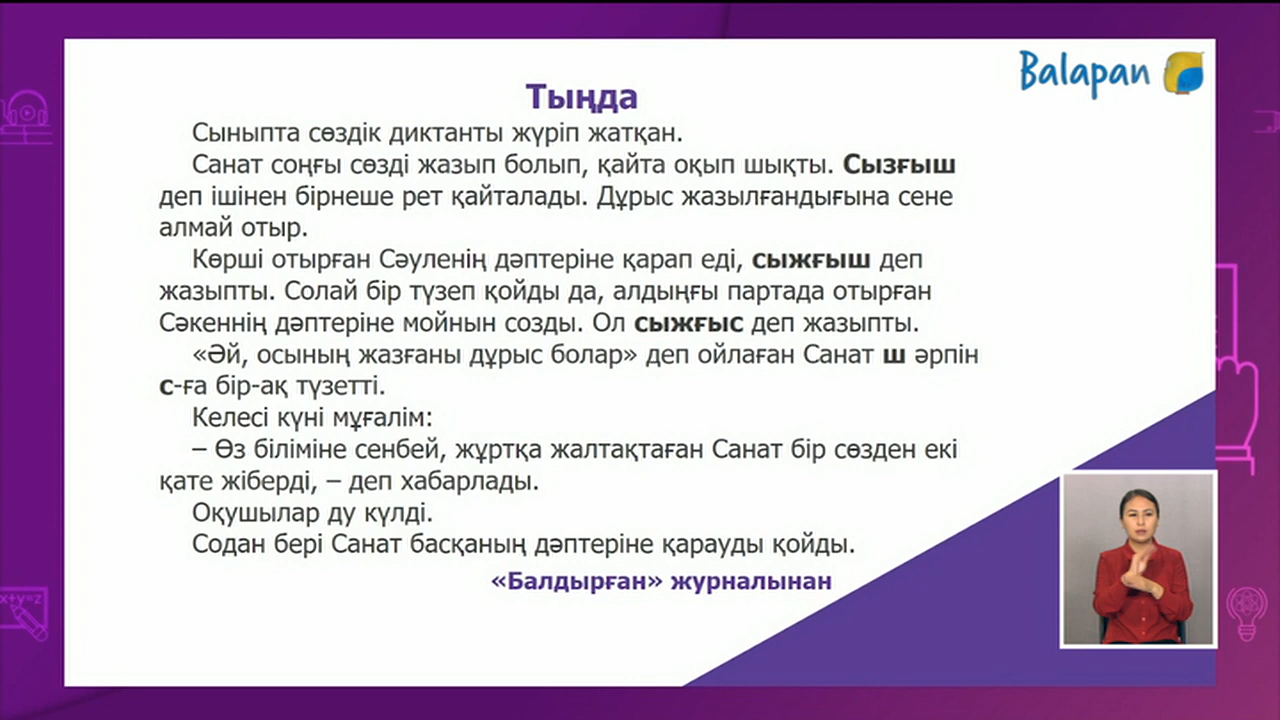 Balapan
Тыңда
Сыныпта сөздік диктанты жүріп жатқан.
Санат соңғы сөзді жазып болып, қайта оқып шықты. Сызғыш
деп ішінен бірнеше рет қайталады. Дұрыс жазылғандығына сене
алмай отыр.
Көрші отырған Сәуленің дәптеріне қарап еді, сыжғыш деп
жазыпты. Солай бір түзеп қойды да, алдыңғы партада отырған
Сәкеннің дәптеріне мойнын созды. Ол сыжғыс деп жазыпты.
«Әй, осының жазғаны дұрыс болар» деп ойлаған Санат ш әрпін
с-ға бір-ақ түзетті.
Келесі күні мұғалім:
– Өз біліміне сенбей, жұртқа жалтақтаған Санат бір сөзден екі
қате жіберді, – деп хабарлады.
Оқушылар ду күлді.
Содан бері Санат басқаның дәптеріне қарауды қойды.
«Балдырған» журналынан
x+y=z